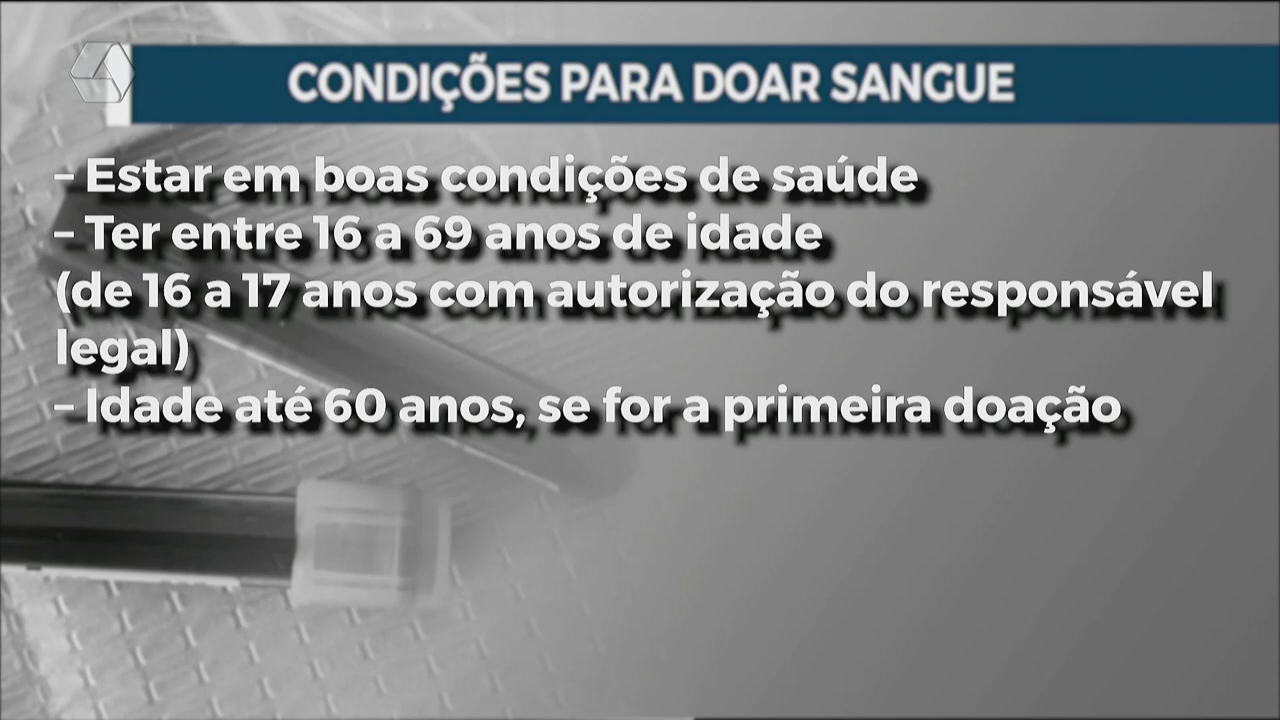 CONDIÇÕES PARA DOAR SANGUE
– Estar em boas condições de saúde
– Ter entre 16 a 69 anos de idade
(de 16 a 17 anos com autorização do responsável
legal)
– Idade até 60 anos, se for a primeira doação